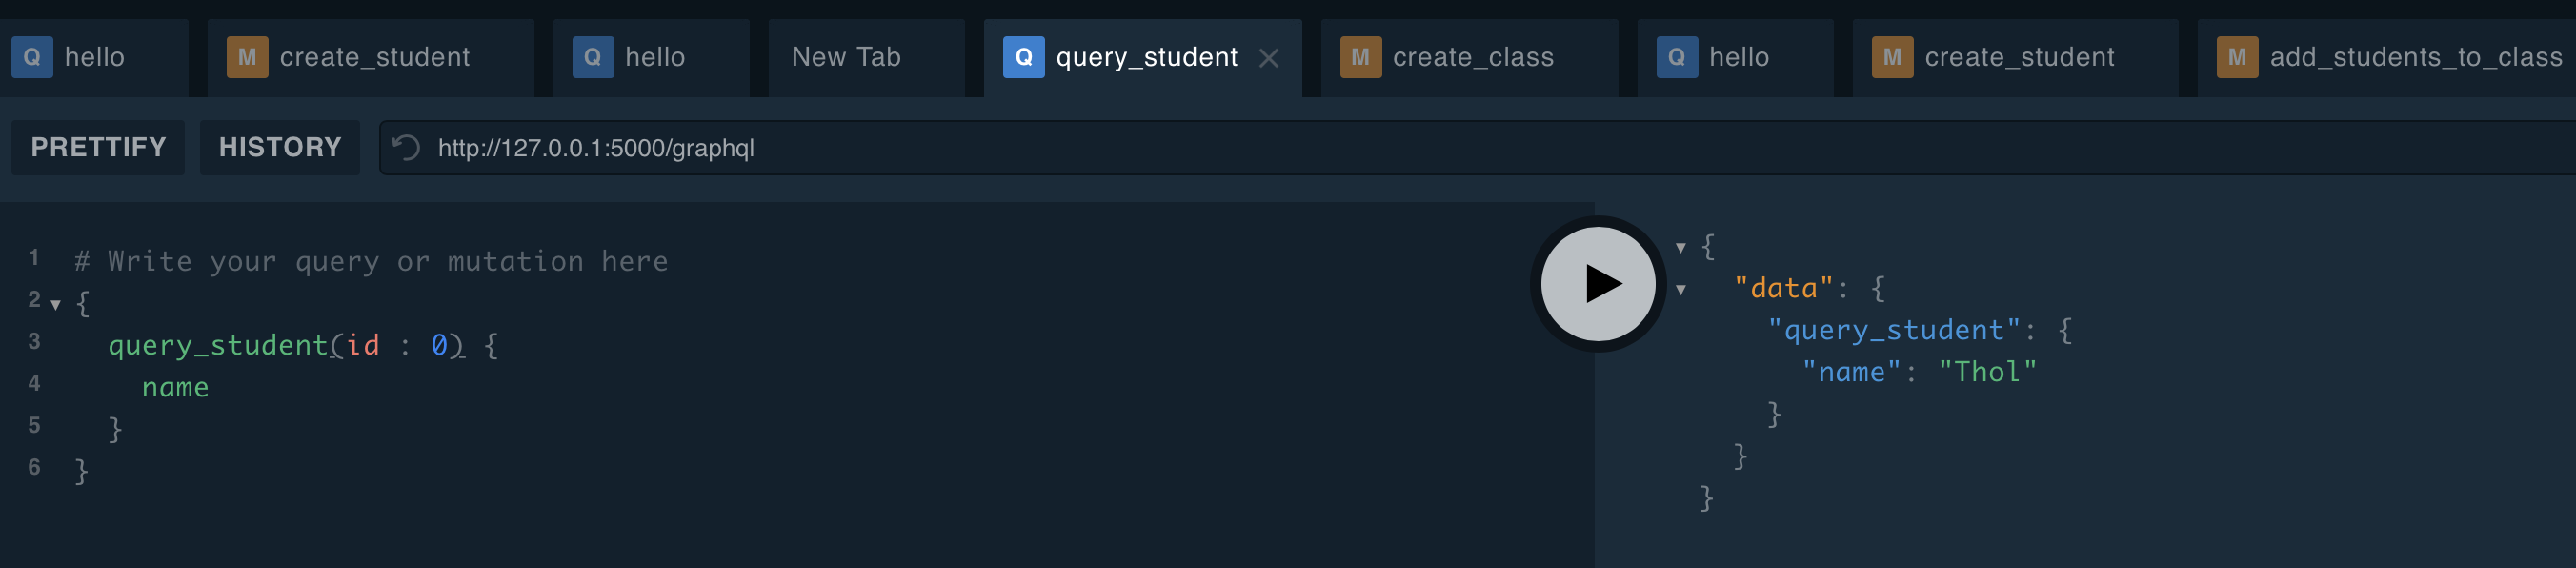 Q hello M create_student Q hello New Tab Q query_student × M create_class Q hello M create_student M add_students_to_class
PRETTIFY HISTORY http://127.0.0.1:5000/graphql
1 # Write your query or mutation here
2 {
3 query_student(id : 0) {
4 name
5 }
6 }
{
"data": {
"query_student": {
"name": "Thol"
}
}
}